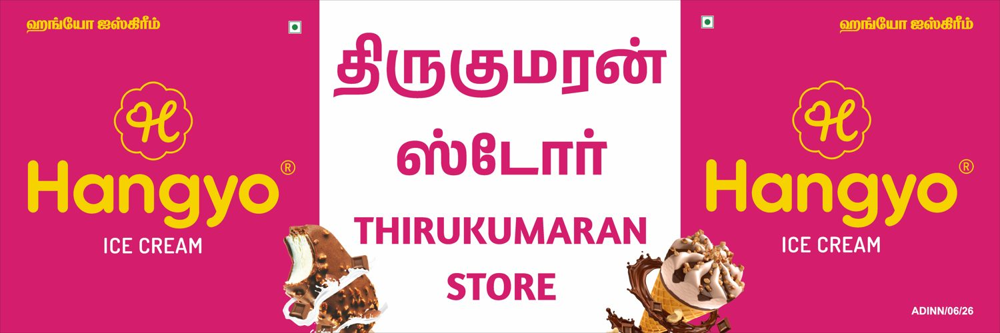 ஹங்யோ ஐஸ்கிரீம்
H
Hangyo®
ICE CREAM
திருகுமரன்
ஸ்டோர்
THIRUKUMARAN
STORE
ஹங்யோ ஐஸ்கிரீம்
H
Hangyo®
ICE CREAM
ADINN/06/26